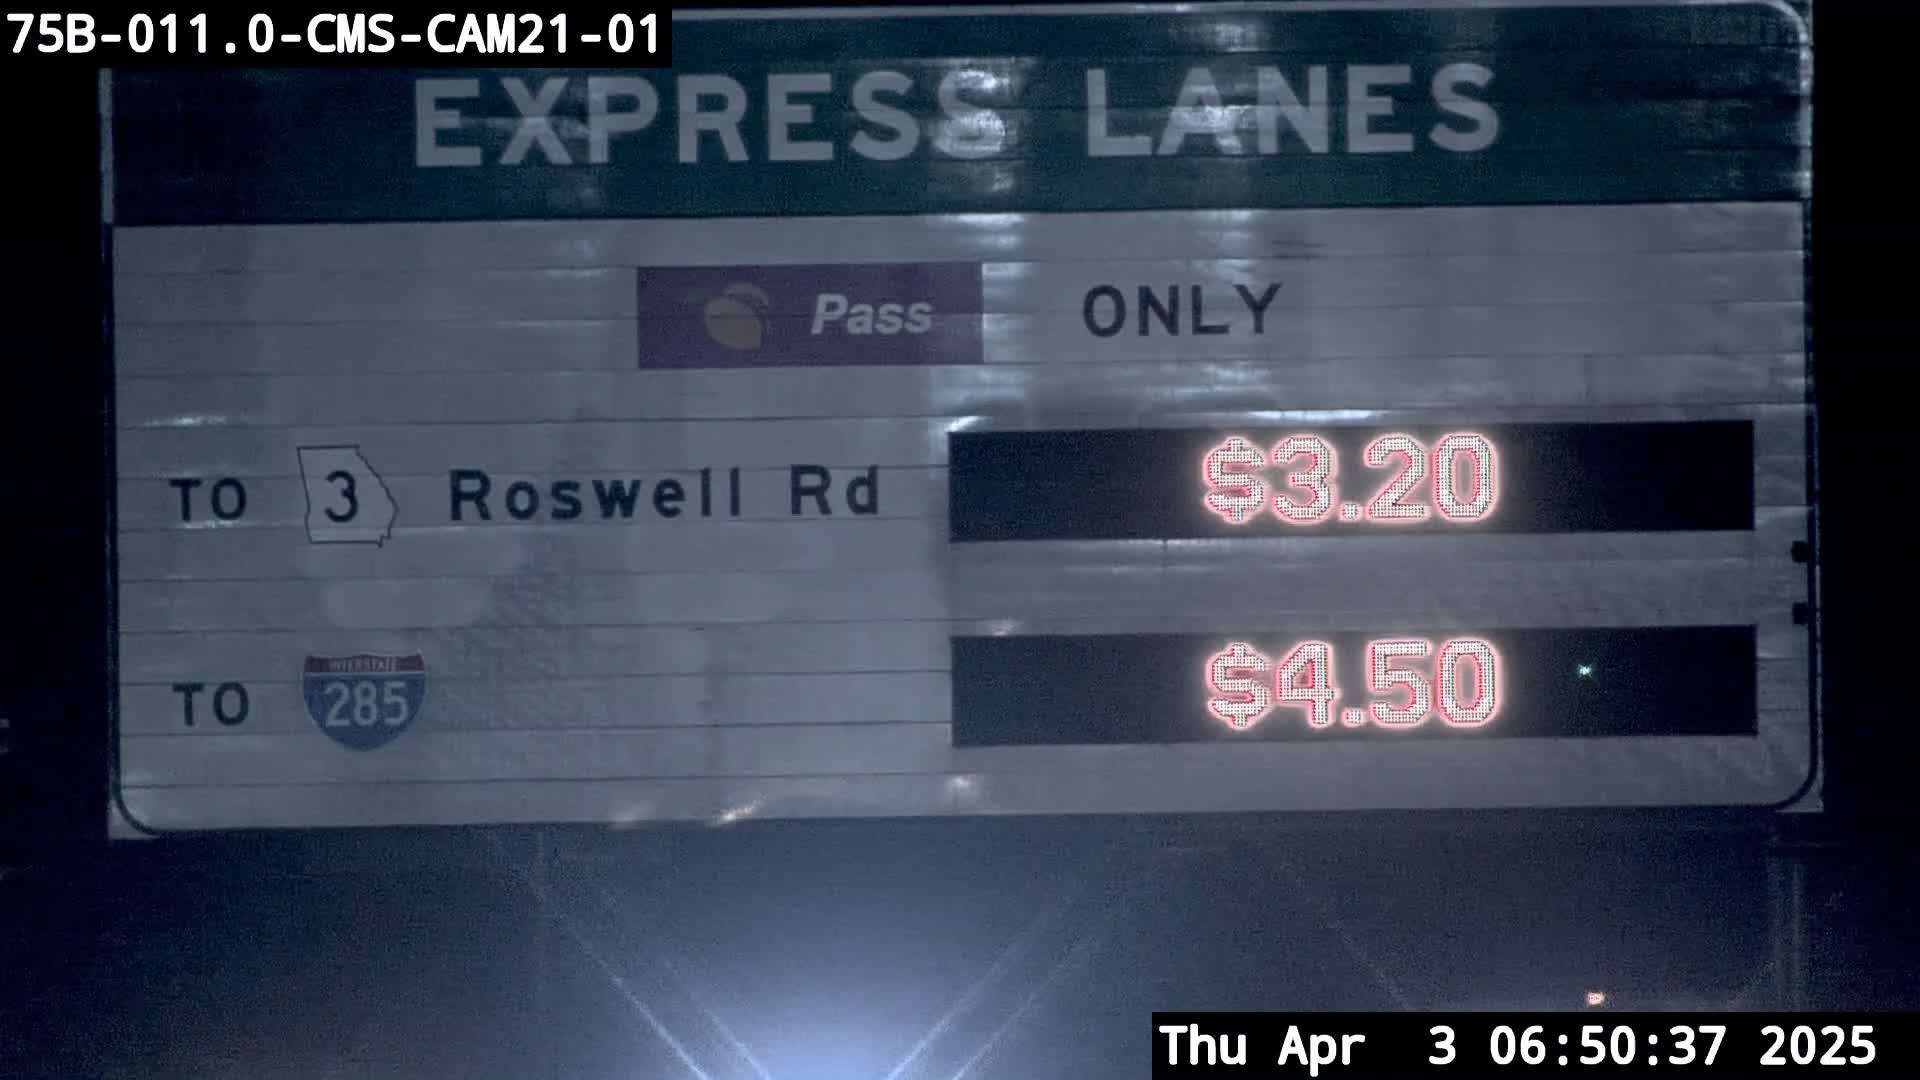 75B-011.0-CMS-CAM21-01
EXPRESS LANES
Pass ONLY
TO 3 Roswell Rd $3.20
INTERSTATE
TO 285 $4.50
Thu Apr 3 06:50:37 2025